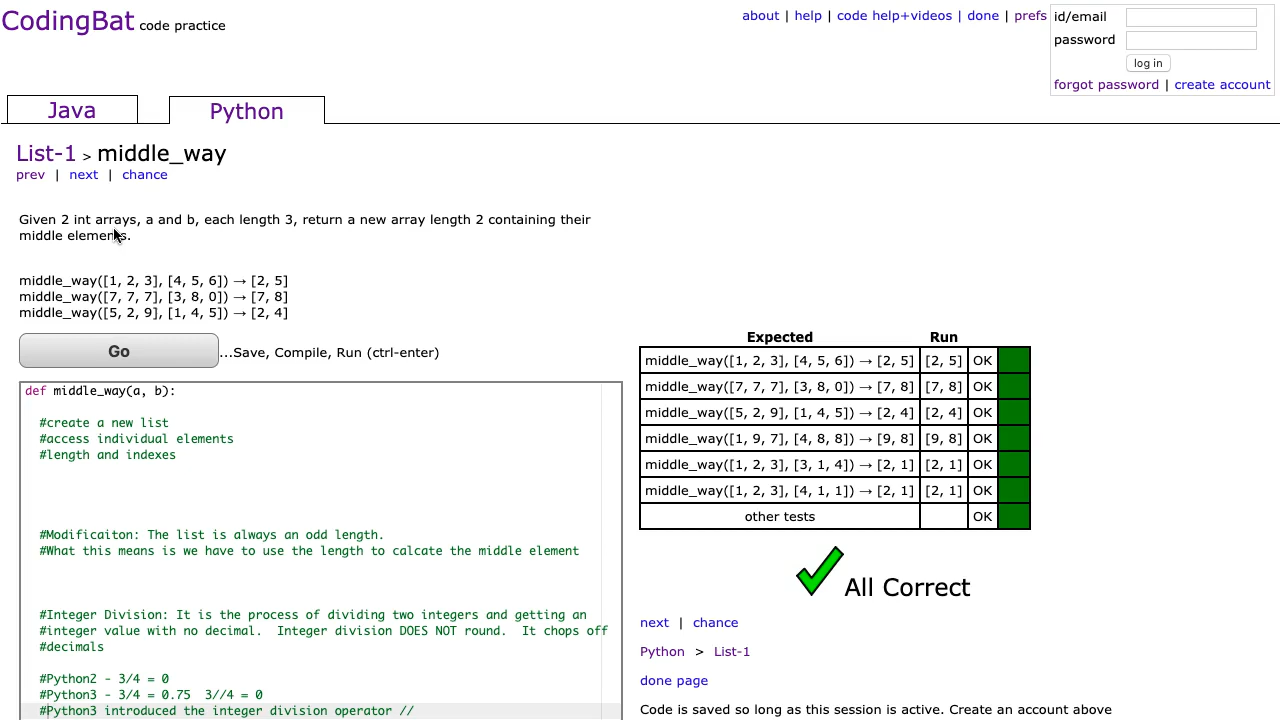 CodingBat code practice
about | help | code help+videos | done | prefs
id/email
password
log in
forgot password | create account
Java
Python
List-1 > middle_way
prev | next | chance
Given 2 int arrays, a and b, each length 3, return a new array length 2 containing their
middle elements.
middle_way([1, 2, 3], [4, 5, 6]) → [2, 5]
middle_way([7, 7, 7], [3, 8, 0]) → [7, 8]
middle_way([5, 2, 9], [1, 4, 5]) → [2, 4]
Go ...Save, Compile, Run (ctrl-enter)
def middle_way(a, b):
#create a new list
#access individual elements
#length and indexes
#Modificaiton: The list is always an odd length.
#What this means is we have to use the length to calcate the middle element
#Integer Division: It is the process of dividing two integers and getting an
#integer value with no decimal.  Integer division DOES NOT round.  It chops off
#decimals
#Python2 - 3/4 = 0
#Python3 - 3/4 = 0.75  3//4 = 0
#Python3 introduced the integer division operator //
Expected Run
middle_way([1, 2, 3], [4, 5, 6]) → [2, 5] [2, 5] OK
middle_way([7, 7, 7], [3, 8, 0]) → [7, 8] [7, 8] OK
middle_way([5, 2, 9], [1, 4, 5]) → [2, 4] [2, 4] OK
middle_way([1, 9, 7], [4, 8, 8]) → [9, 8] [9, 8] OK
middle_way([1, 2, 3], [3, 1, 4]) → [2, 1] [2, 1] OK
middle_way([1, 2, 3], [4, 1, 1]) → [2, 1] [2, 1] OK
other tests OK
All Correct
next | chance
Python > List-1
done page
Code is saved so long as this session is active. Create an account above